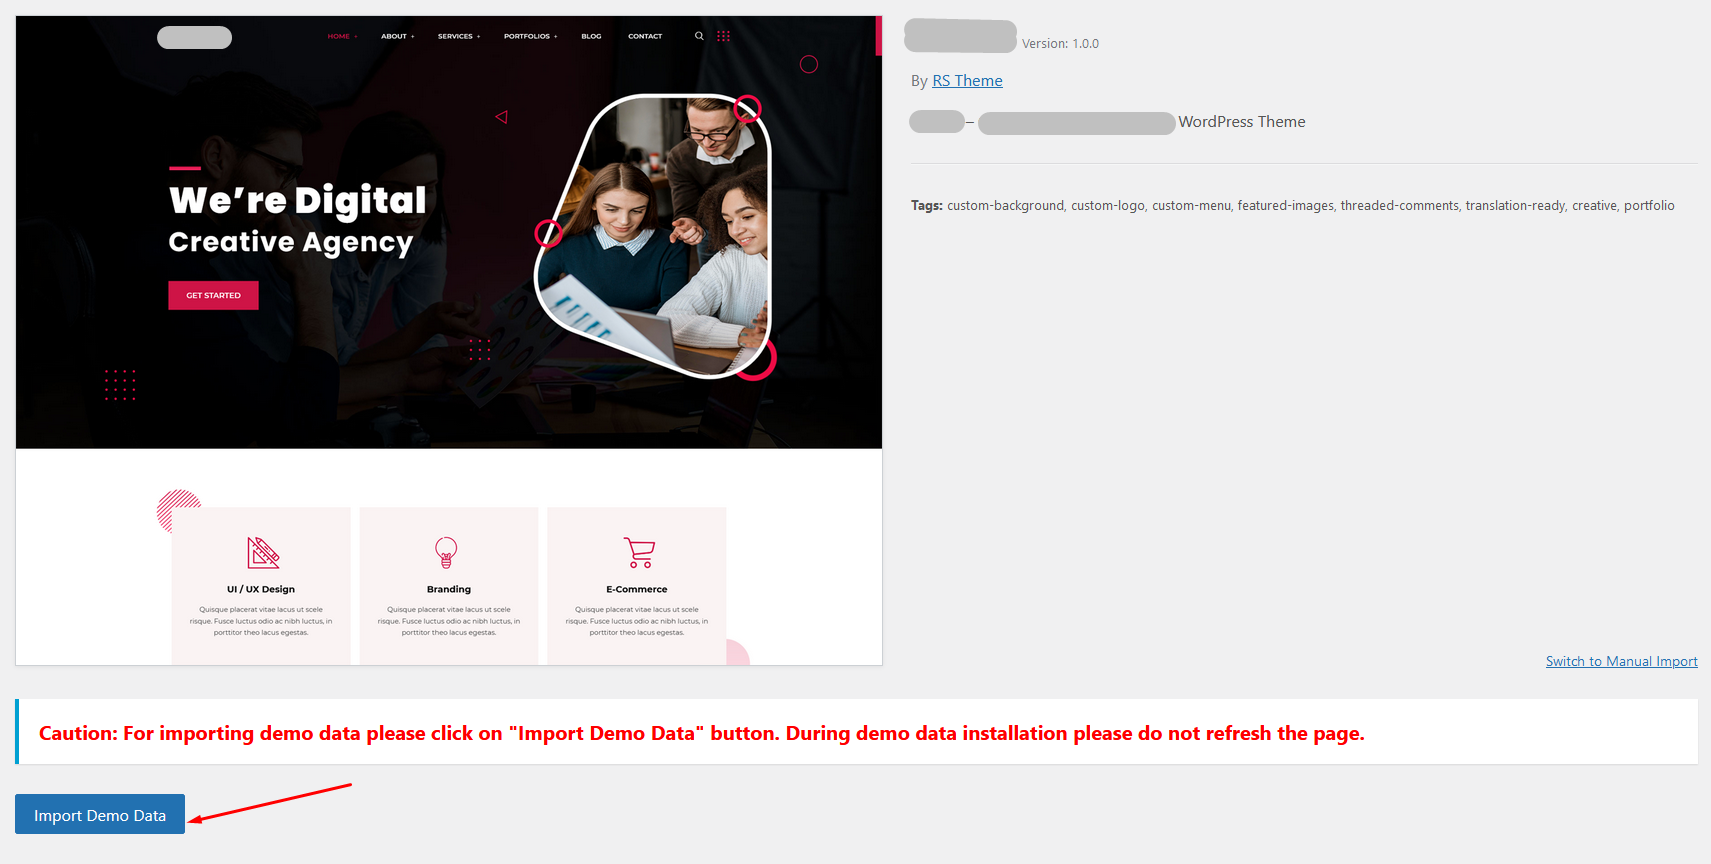 HOME + ABOUT + SERVICES + PORTFOLIOS + BLOG CONTACT
We're Digital
Creative Agency
GET STARTED
UI / UX Design
Quisque placerat vitae lacus ut scele
risque. Fusce luctus odio ac nibh luctus, in
porttitor theo lacus egestas.
Branding
Quisque placerat vitae lacus ut scele
risque. Fusce luctus odio ac nibh luctus, in
porttitor theo lacus egestas.
E-Commerce
Quisque placerat vitae lacus ut scele
risque. Fusce luctus odio ac nibh luctus, in
porttitor theo lacus egestas.
Version: 1.0.0
By RS Theme
– WordPress Theme
Tags: custom-background, custom-logo, custom-menu, featured-images, threaded-comments, translation-ready, creative, portfolio
Switch to Manual Import
Caution: For importing demo data please click on "Import Demo Data" button. During demo data installation please do not refresh the page.
Import Demo Data